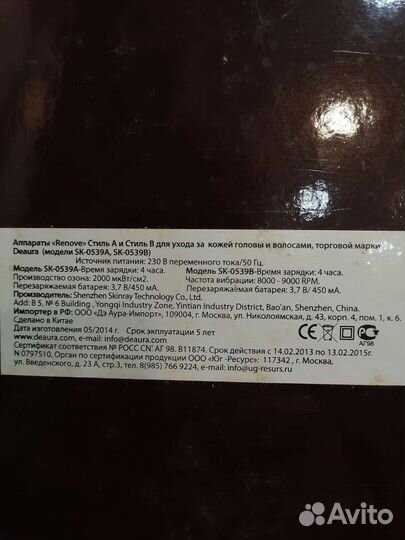 Аппараты «Renove» Стиль А и Стиль В для ухода за кожей головы и волосами, торговой марки
Deaura (модели SK-0539A, SK-0539B)
Источник питания: 230 В переменного тока/50 Гц.
Модель SK-0539A-Время зарядки: 4 часа. Модель SK-0539B-Время зарядки: 4 часа.
Производство озона: 2000 мкВт/см2. Частота вибрации: 8000 - 9000 RPM.
Перезаряжаемая батарея: 3,7 В/450 мА. Перезаряжаемая батарея: 3,7 В/ 450 мА.
Производитель: Shenzhen Skinray Technology Co., Ltd.
Add: B 5, № 6 Building , Yongqi Industry Zone, Yintian Industry District, Bao'an, Shenzhen, China.
Импортер в РФ: ООО «Дэ Аура-Импорт», 109004, г. Москва, ул. Николоямская, д. 43, корп. 4, пом. 1, к. 6.
Сделано в Китае
Дата изготовления 05/2014 г. Срок эксплуатации 5 лет
www.deaura.com / e-mail: info@deaura.com
Сертификат соответствия № РОСС CN. АГ 98. В11874. Срок действия с 14.02.2013 по 13.02.2015г.
N 0797510, Орган по сертификации продукции ООО "Юг -Ресурс": 117342 , г. Москва,
ул. Введенского, д. 23 А, стр.3, тел. 8(985) 766 9224, e-mail: info@ug-resurs.ru
CE
АГ98
Avito